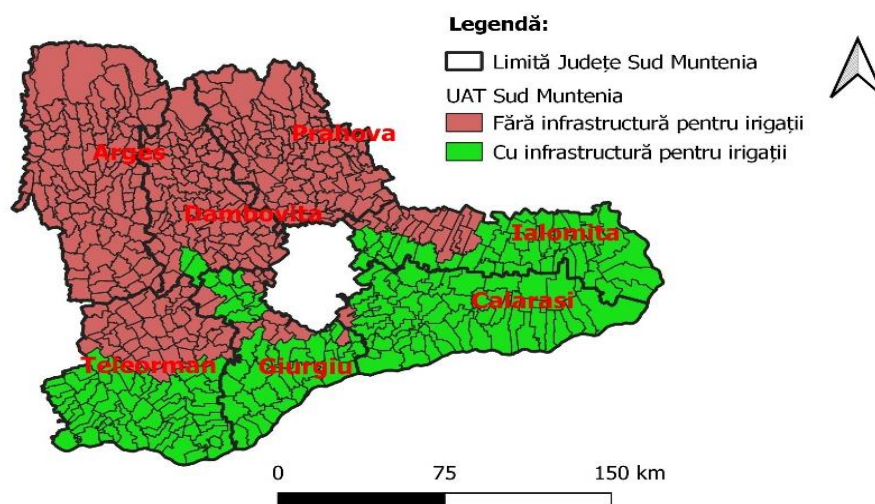 Legendă:
Limită Județe Sud Muntenia
UAT Sud Muntenia
Fără infrastructură pentru irigații
Cu infrastructură pentru irigații
Prahova
Arges
Dambovita
Ialomita
Calarasi
Teleorman
Giurgiu
0 75 150 km